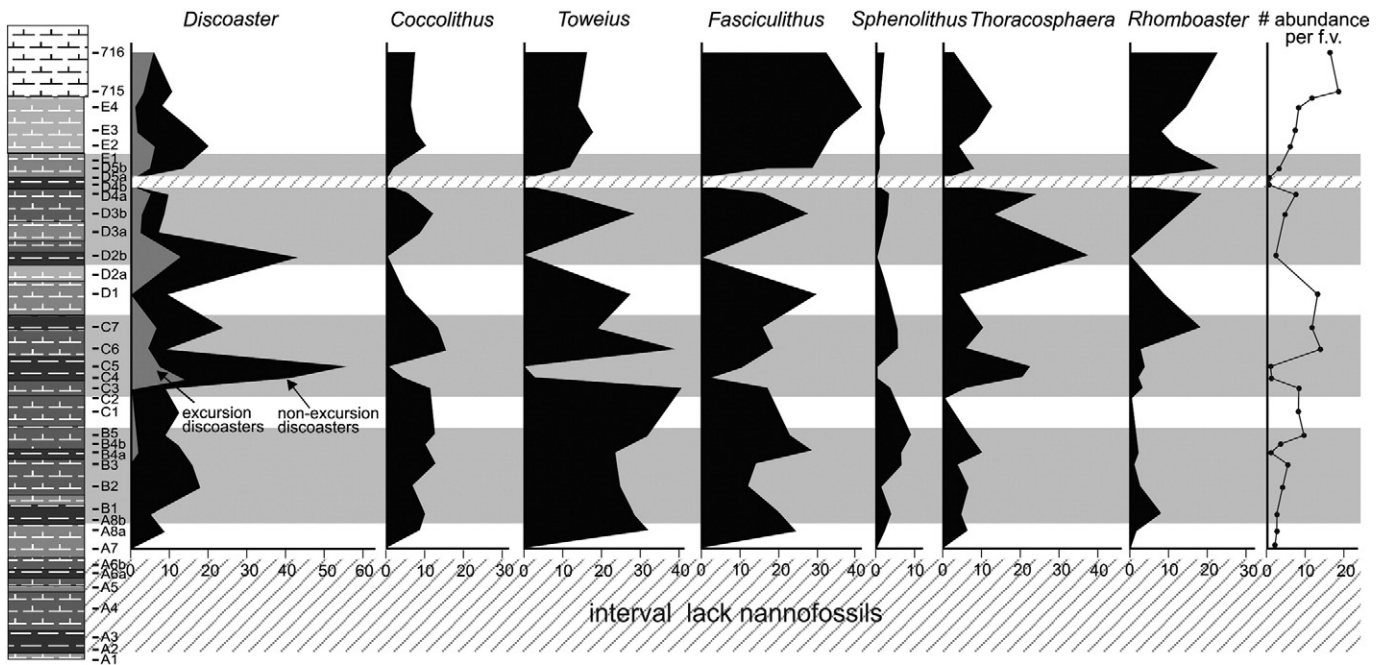 Discoaster Coccolithus Toweius Fasciculithus Sphenolithus Thoracosphaera Rhomboaster # abundance
per f.v.
716
715
E4
E3
E2
E1
D5b
D5a
D4b
D4a
D3b
D3a
D2b
D2a
D1
C7
C6
C5
C4
C3
C2
C1
B5
B4b
B4a
B3
B2
B1
A8b
A8a
A7
A6b
A6a
A5
A4
A3
A2
A1
excursion
discoasters
non-excursion
discoasters
0 10 20 30 40 50 60 0 10 20 30 0 10 20 30 40 0 10 20 30 40 0 10 0 10 20 30 40 0 10 20 30 0 10 20
interval lack nannofossils